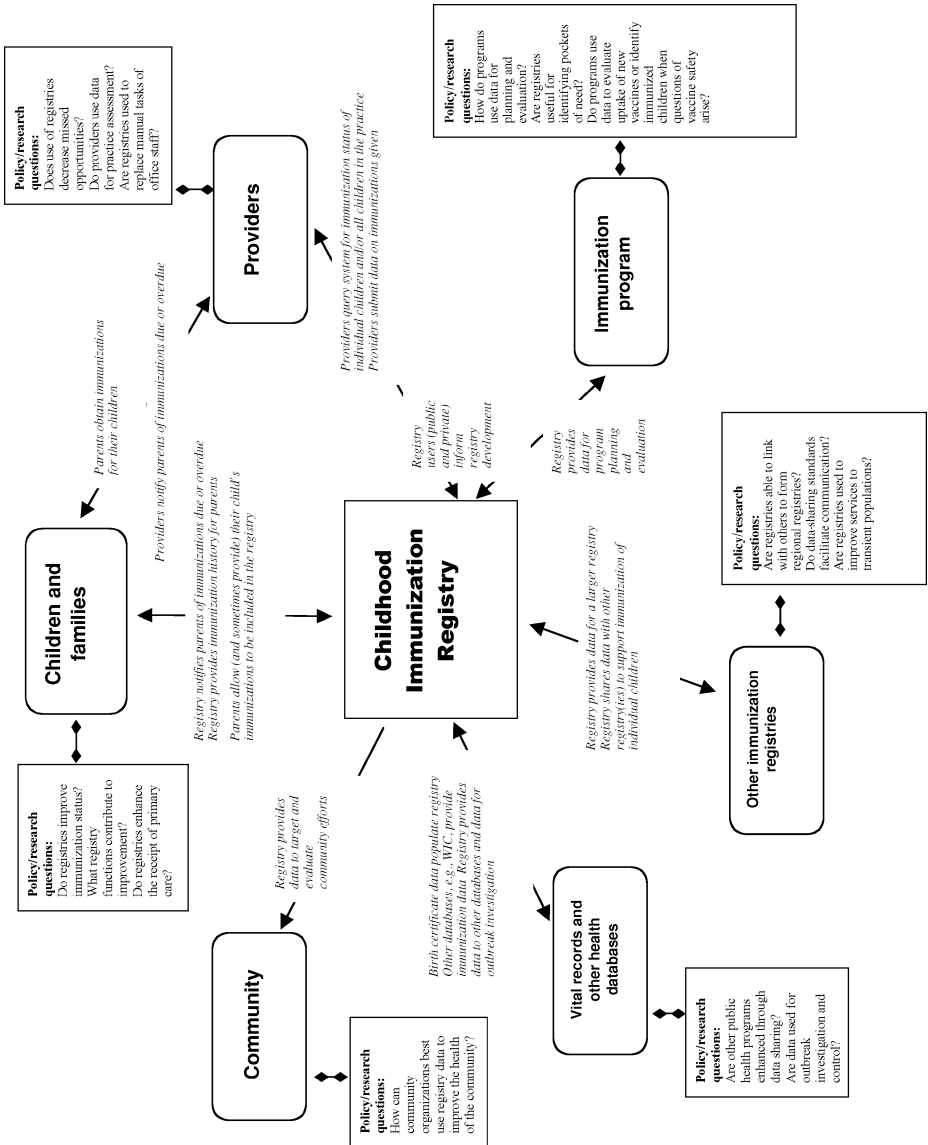 Policy/research
questions:
Do registries improve
immunization status?
What registry
functions contribute to
improvement?
Do registries enhance
the receipt of primary
care?
Children and
families
Parents obtain immunizations
for their children
Providers notify parents of immunizations due or overdue
Policy/research
questions:
Does use of registries
decrease missed
opportunities?
Do providers use data
for practice assessment?
Are registries used to
replace manual tasks of
office staff?
Providers
Registry notifies parents of immunizations due or overdue
Registry provides immunization history for parents
Parents allow (and sometimes provide) their child's
immunizations to be included in the registry
Community
Registry provides
data to target and
evaluate
community efforts
Policy/research
questions:
How can
community
organizations best
use registry data to
improve the health
of the community?
Childhood
Immunization
Registry
Providers query system for immunization status of
individual children and/or all children in the practice
Providers submit data on immunizations given
Registry
users (public
and private)
inform
registry
development
Birth certificate data populate registry
Other databases, e.g., WIC, provide
immunization data Registry provides
data to other databases and data for
outbreak investigation
Registry provides data for a larger registry
Registry shares data with other
registry(ies) to support immunization of
individual children
Registry
provides
data for
program
planning
and
evaluation
Policy/research
questions:
How do programs
use data for
planning and
evaluation?
Are registries
useful for
identifying pockets
of need?
Do programs use
data to evaluate
uptake of new
vaccines or identify
immunized
children when
questions of
vaccine safety
arise?
Immunization
program
Vital records and
other health
databases
Policy/research
questions:
Are other public
health programs
enhanced through
data sharing?
Are data used for
outbreak
investigation and
control?
Other immunization
registries
Policy/research
questions:
Are registries able to link
with others to form
regional registries?
Do data-sharing standards
facilitate communication?
Are registries used to
improve services to
transient populations?